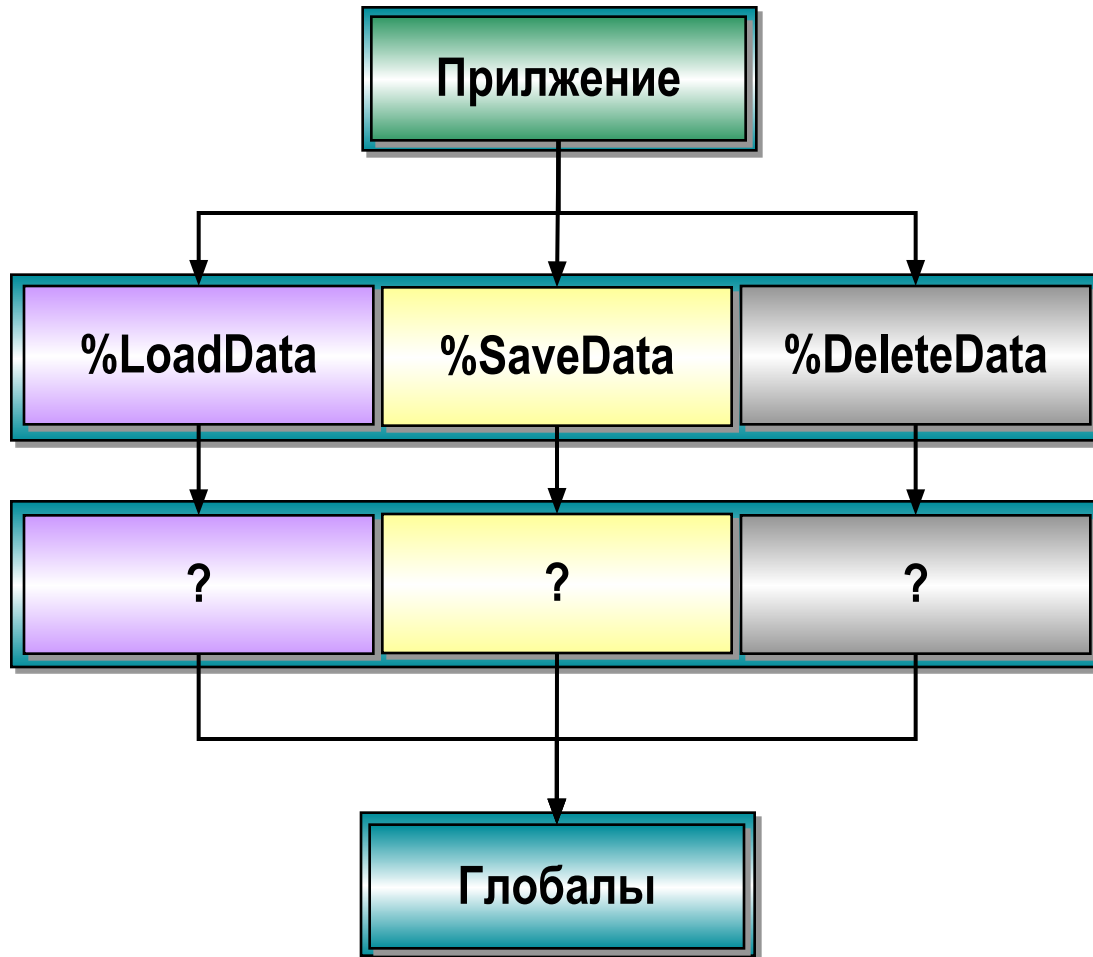 Прилжение
%LoadData
%SaveData
%DeleteData
?
?
?
Глобалы